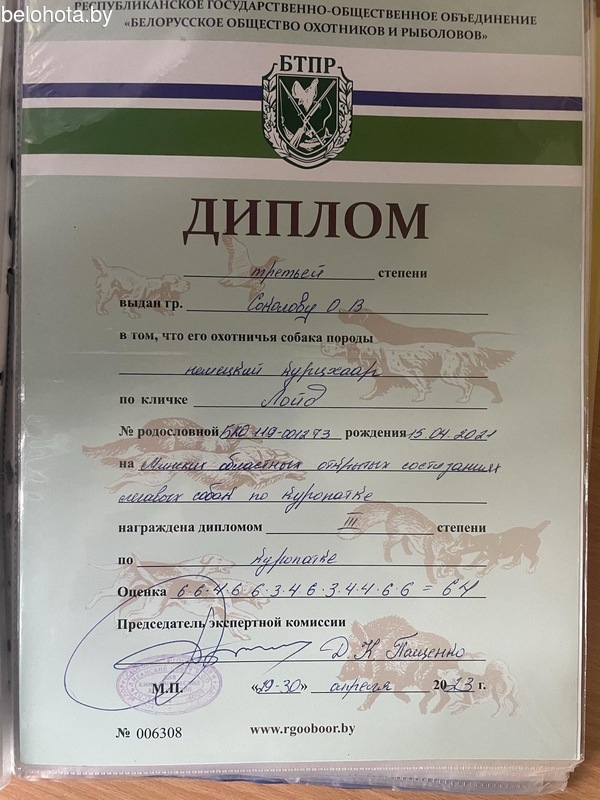 belohota.by
РЕСПУБЛИКАНСКОЕ ГОСУДАРСТВЕННО-ОБЩЕСТВЕННОЕ ОБЪЕДИНЕНИЕ
«БЕЛОРУССКОЕ ОБЩЕСТВО ОХОТНИКОВ И РЫБОЛОВОВ»
БТПР
ДИПЛОМ
третьей степени
выдан гр. Соколову О.В
в том, что его охотничья собака породы
немецкий курцхаар
по кличке Лойд
№ родословной БКО 119-001273 рождения 15.04.2021
на Минских областных открытых состязаниях
легавых собак по куропатке
награждена дипломом III степени
по куропатке
Оценка 6.6.4.6.6.3.4.6.3.4.4.6.6 = 64
Председатель экспертной комиссии
Д.К Пащенко
М.П. «29-30» апреля 2023 г.
№ 006308 www.rgooboor.by